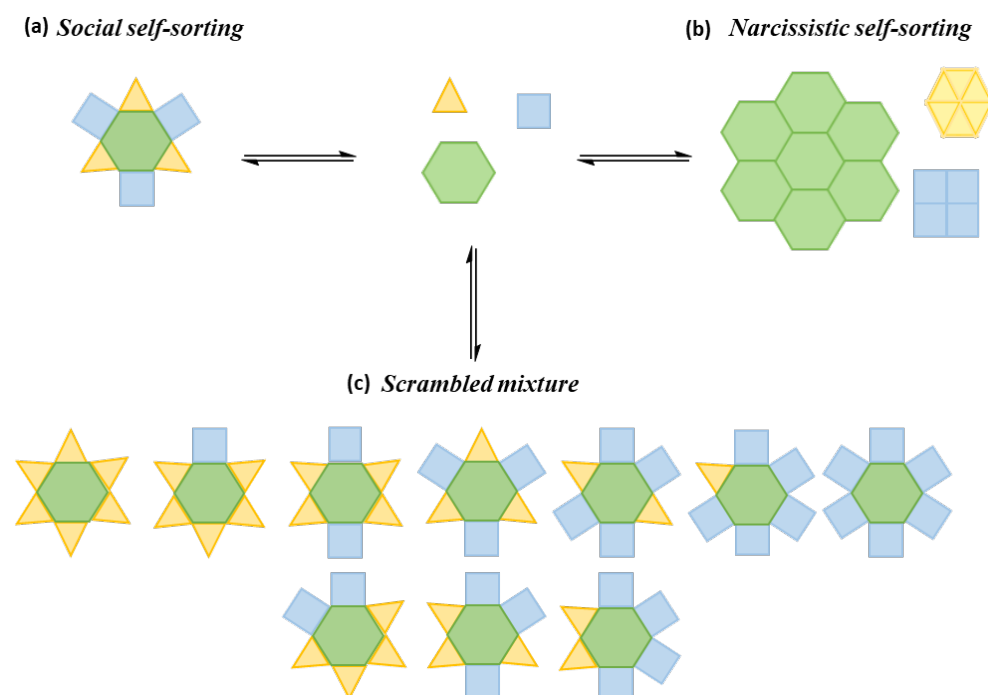 (a) Social self-sorting
(b) Narcissistic self-sorting
(c) Scrambled mixture